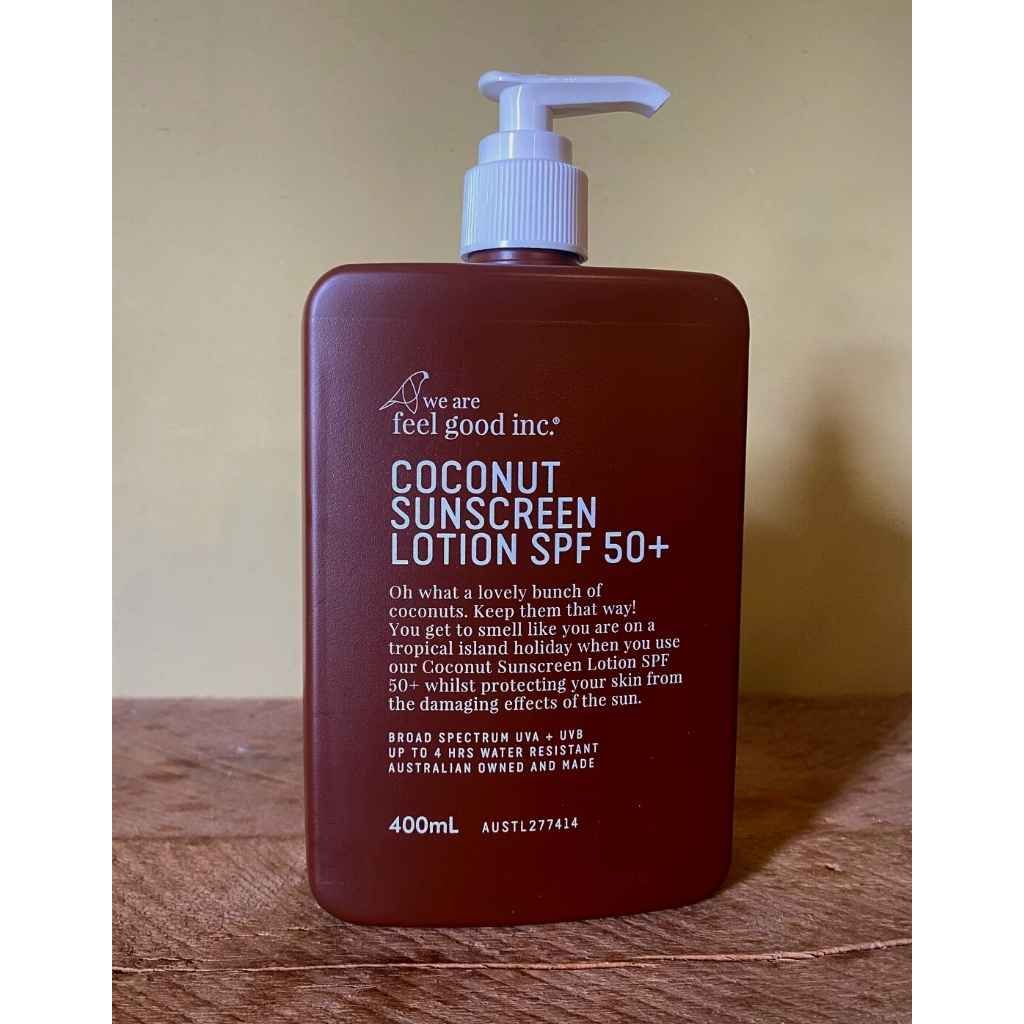 we are
feel good inc.®
COCONUT
SUNSCREEN
LOTION SPF 50+
Oh what a lovely bunch of
coconuts. Keep them that way!
You get to smell like you are on a
tropical island holiday when you use
our Coconut Sunscreen Lotion SPF
50+ whilst protecting your skin from
the damaging effects of the sun.
BROAD SPECTRUM UVA + UVB
UP TO 4 HRS WATER RESISTANT
AUSTRALIAN OWNED AND MADE
400mL AUSTL277414